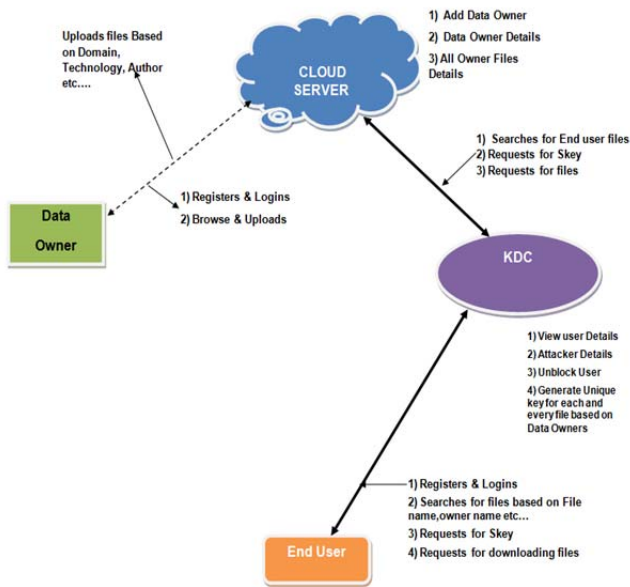 Uploads files Based
on Domain,
Technology, Author
etc....
CLOUD
SERVER
1) Add Data Owner
2) Data Owner Details
3) All Owner Files
Details
1) Searches for End user files
2) Requests for Skey
3) Requests for files
1) Registers & Logins
2) Browse & Uploads
Data
Owner
KDC
1) View user Details
2) Attacker Details
3) Unblock User
4) Generate Unique
key for each and
every file based on
Data Owners
1) Registers & Logins
2) Searches for files based on File
name,owner name etc...
3) Requests for Skey
4) Requests for downloading files
End User